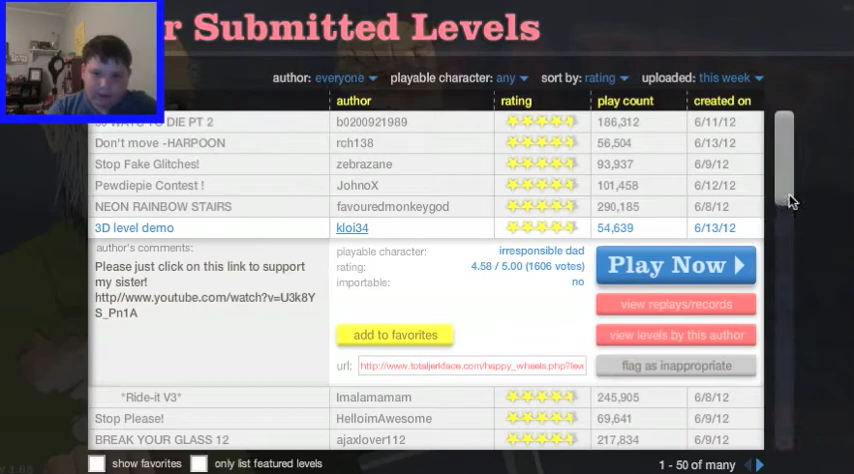 r Submitted Levels
author: everyone playable character: any sort by: rating uploaded: this week
author rating play count created on
WAYS TO DIE PT 2 b0200921989 186,312 6/11/12
Don't move -HARPOON rch138 56,504 6/13/12
Stop Fake Glitches! zebrazane 93,937 6/9/12
Pewdiepie Contest ! JohnoX 101,458 6/12/12
NEON RAINBOW STAIRS favouredmonkeygod 290,185 6/8/12
3D level demo kloi34 54,639 6/13/12
author's comments:
Please just click on this link to support
my sister!
http://www.youtube.com/watch?v=U3k8Y
S_Pn1A
playable character: irresponsible dad
rating: 4.58 / 5.00 (1606 votes)
importable: no
add to favorites
url: http://www.totaljerkface.com/happy_wheels.php?lev
Play Now
view replays/records
view levels by this author
flag as inappropriate
*Ride-it V3* Imalamamam 245,905 6/8/12
Stop Please! HelloimAwesome 69,641 6/9/12
BREAK YOUR GLASS 12 ajaxlover112 217,834 6/9/12
show favorites only list featured levels 1 - 50 of many